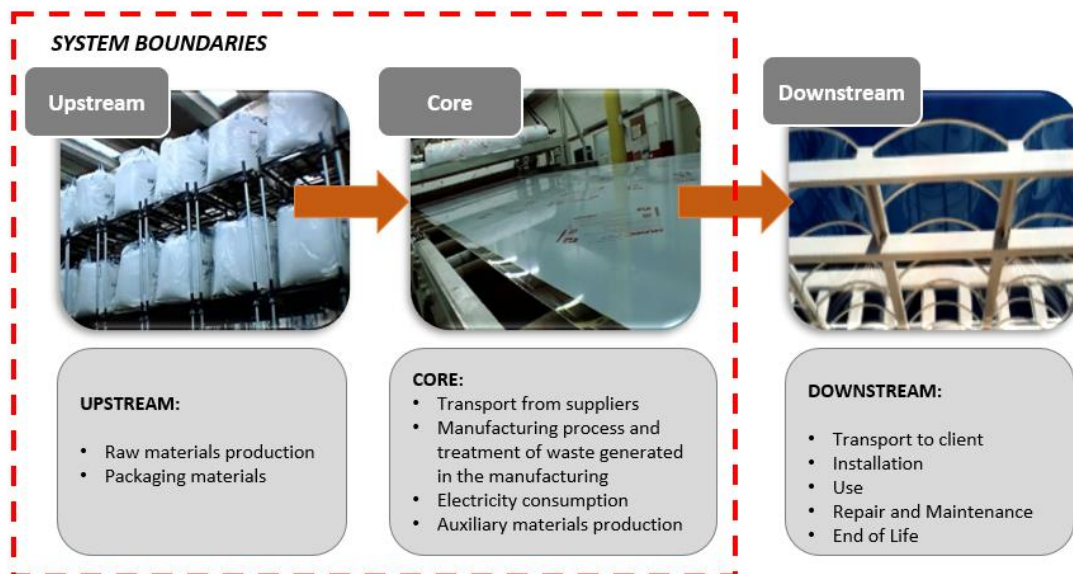 SYSTEM BOUNDARIES
Upstream
Core
Downstream
UPSTREAM:
• Raw materials production
• Packaging materials
CORE:
• Transport from suppliers
• Manufacturing process and
treatment of waste generated
in the manufacturing
• Electricity consumption
• Auxiliary materials production
DOWNSTREAM:
• Transport to client
• Installation
• Use
• Repair and Maintenance
• End of Life